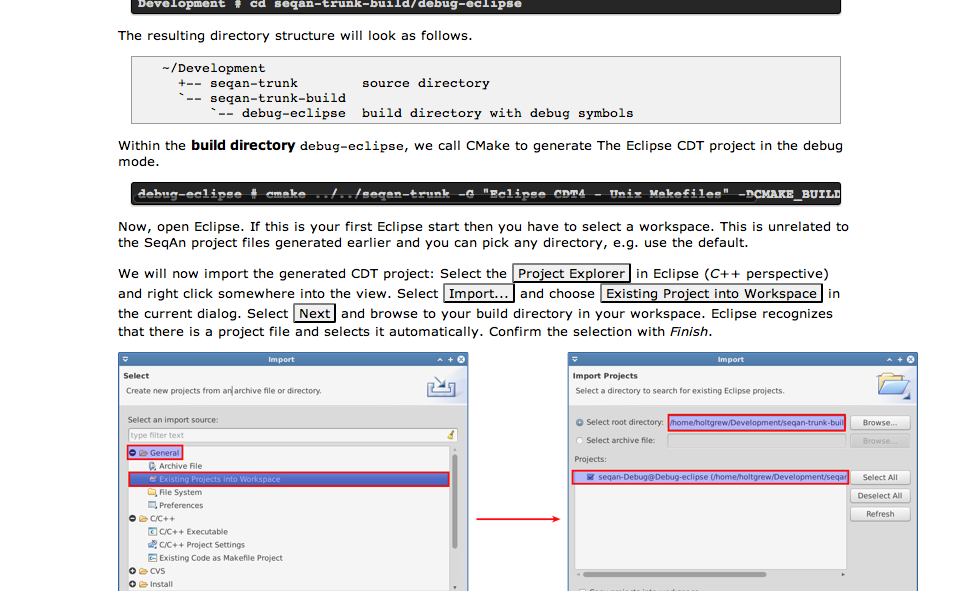 Development # cd seqan-trunk-build/debug-eclipse
The resulting directory structure will look as follows.
~/Development
+-- seqan-trunk        source directory
`-- seqan-trunk-build
`-- debug-eclipse  build directory with debug symbols
Within the build directory debug-eclipse, we call CMake to generate The Eclipse CDT project in the debug
mode.
debug-eclipse # cmake ../../seqan-trunk -G "Eclipse CDT4 - Unix Makefiles" -DCMAKE_BUILD
Now, open Eclipse. If this is your first Eclipse start then you have to select a workspace. This is unrelated to
the SeqAn project files generated earlier and you can pick any directory, e.g. use the default.
We will now import the generated CDT project: Select the Project Explorer in Eclipse (C++ perspective)
and right click somewhere into the view. Select Import... and choose Existing Project into Workspace in
the current dialog. Select Next and browse to your build directory in your workspace. Eclipse recognizes
that there is a project file and selects it automatically. Confirm the selection with Finish.
Import
Select
Create new projects from an archive file or directory.
Select an import source:
type filter text
General
Archive File
Existing Projects into Workspace
File System
Preferences
C/C++
C/C++ Executable
C/C++ Project Settings
Existing Code as Makefile Project
CVS
Install
Import
Import Projects
Select a directory to search for existing Eclipse projects.
Select root directory: /home/holtgrew/Development/seqan-trunk-buil Browse...
Select archive file: Browse...
Projects:
seqan-Debug@Debug-eclipse (/home/holtgrew/Development/seqan Select All
Deselect All
Refresh